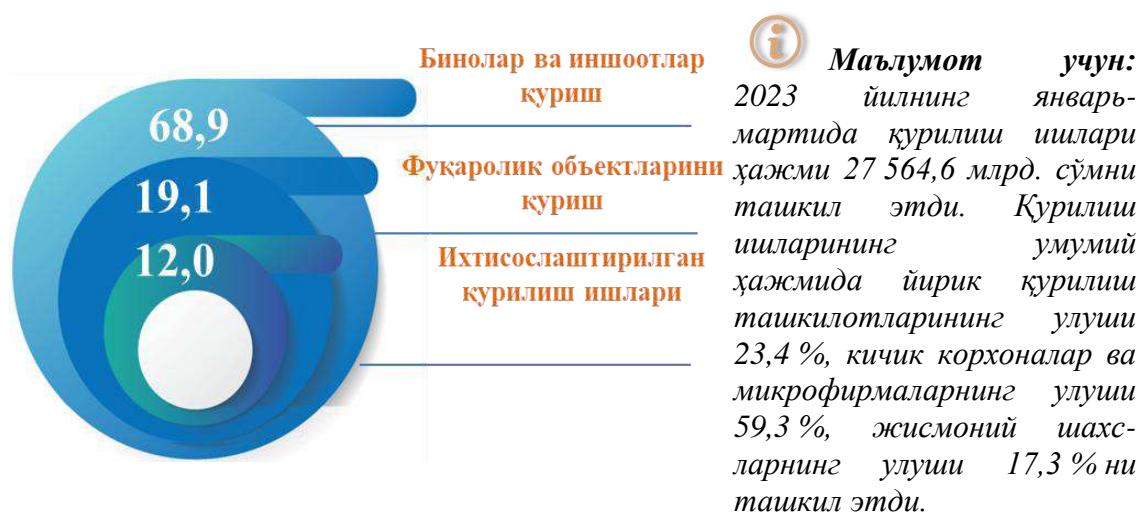 68,9
19,1
12,0
Бинолар ва иншоотлар
қуриш
Фуқаролик объектларини
қуриш
Ихтисослаштирилган
қурилиш ишлари
i
Маълумот учун:
2023 йилнинг январь-
мартида қурилиш ишлари
ҳажми 27 564,6 млрд. сўмни
ташкил этди. Қурилиш
ишларининг умумий
ҳажмида йирик қурилиш
ташкилотларининг улуши
23,4 %, кичик корхоналар ва
микрофирмаларнинг улуши
59,3 %, жисмоний шахс-
ларнинг улуши 17,3 % ни
ташкил этди.